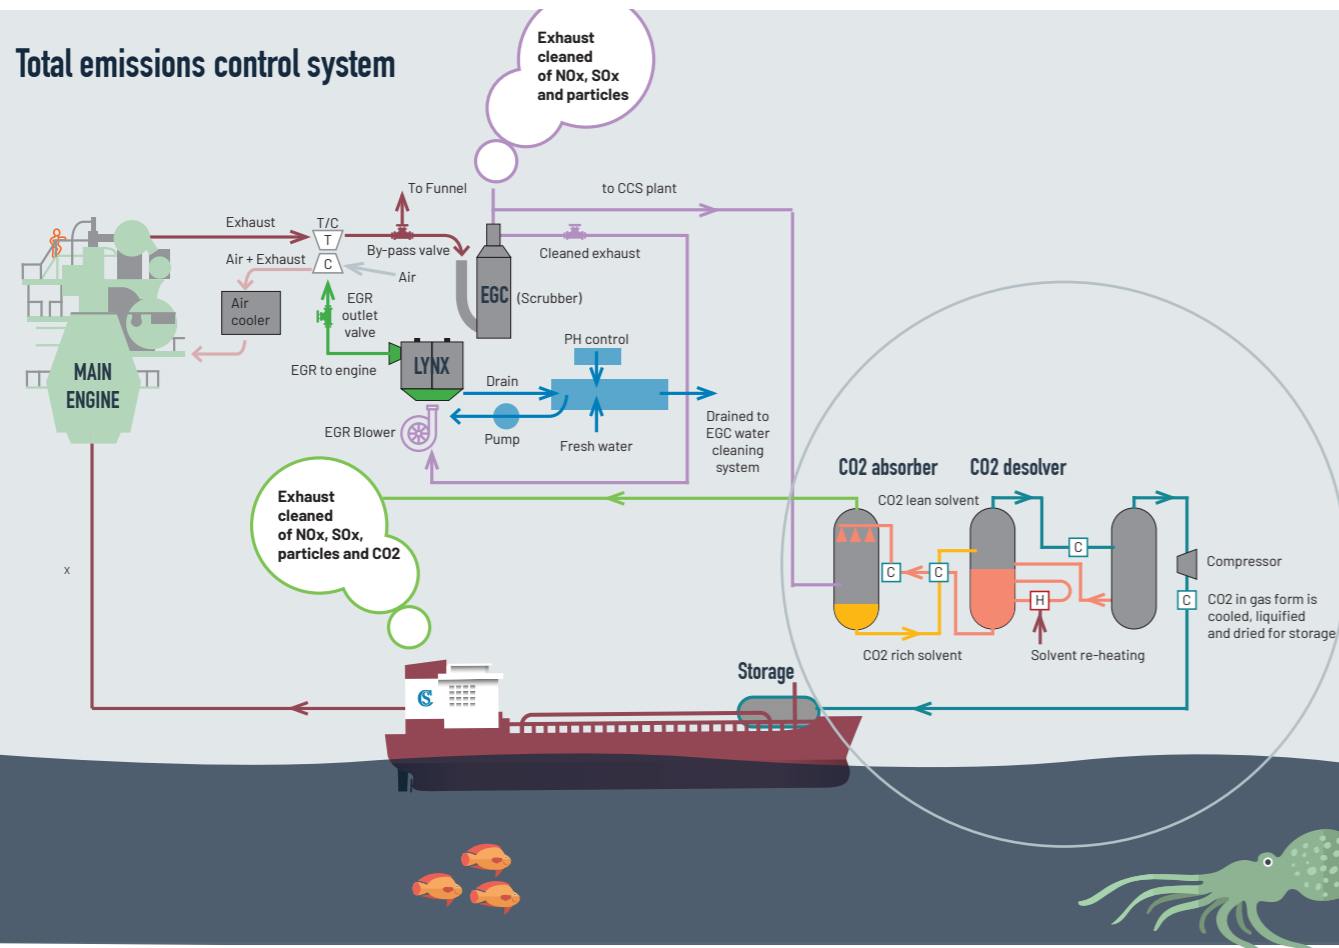 Exhaust
cleaned
of NOx, SOx
and particles
Total emissions control system
To Funnel
to CCS plant
Exhaust
T/C
T
By-pass valve
Cleaned exhaust
Air + Exhaust
C
Air
EGC
(Scrubber)
Air
cooler
EGR
outlet
valve
PH control
LYNX
EGR to engine
MAIN
ENGINE
Drain
EGR Blower
Pump
Fresh water
Drained to
EGC water
cleaning
system
CO2 absorber
CO2 desolver
CO2 lean solvent
Exhaust
cleaned
of NOx, SOx,
particles and CO2
C
Compressor
x
C
C
H
C
CO2 in gas form is
cooled, liquified
and dried for storage
CO2 rich solvent
Solvent re-heating
Storage
CS